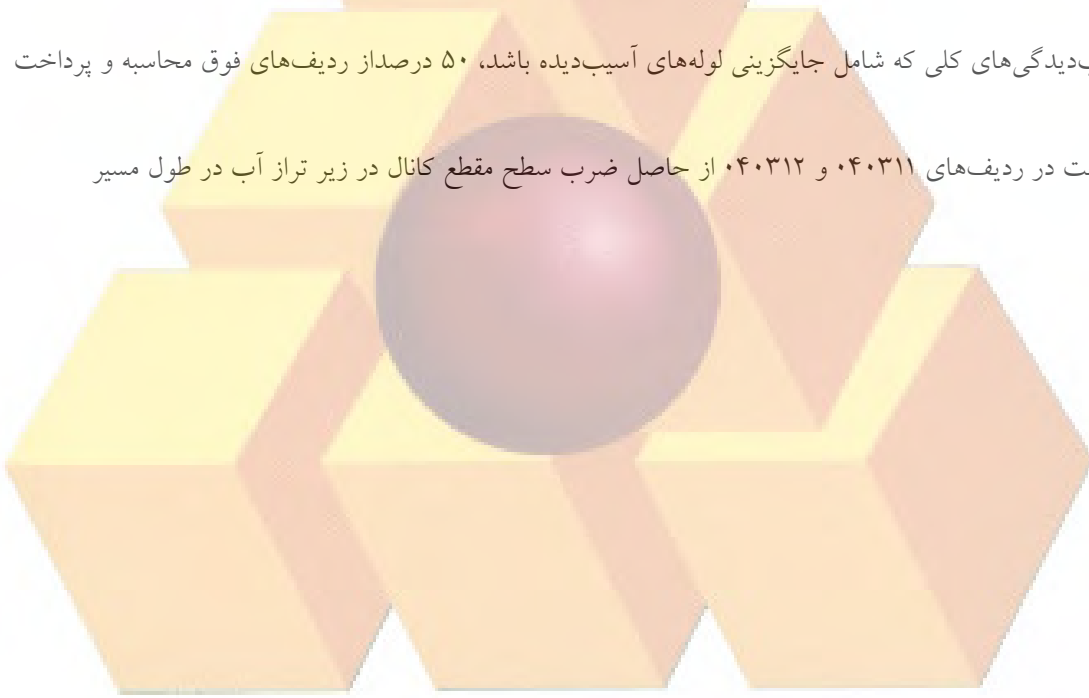 ‌دیدگی‌های کلی که شامل جایگزینی لوله‌های آسیب‌دیده باشد، ۵۰ درصداز ردیف‌های فوق محاسبه و پرداخت
در ردیف‌های ۰۴۰۳۱۱ و ۰۴۰۳۱۲ از حاصل ضرب سطح مقطع کانال در زیر تراز آب در طول مسیر